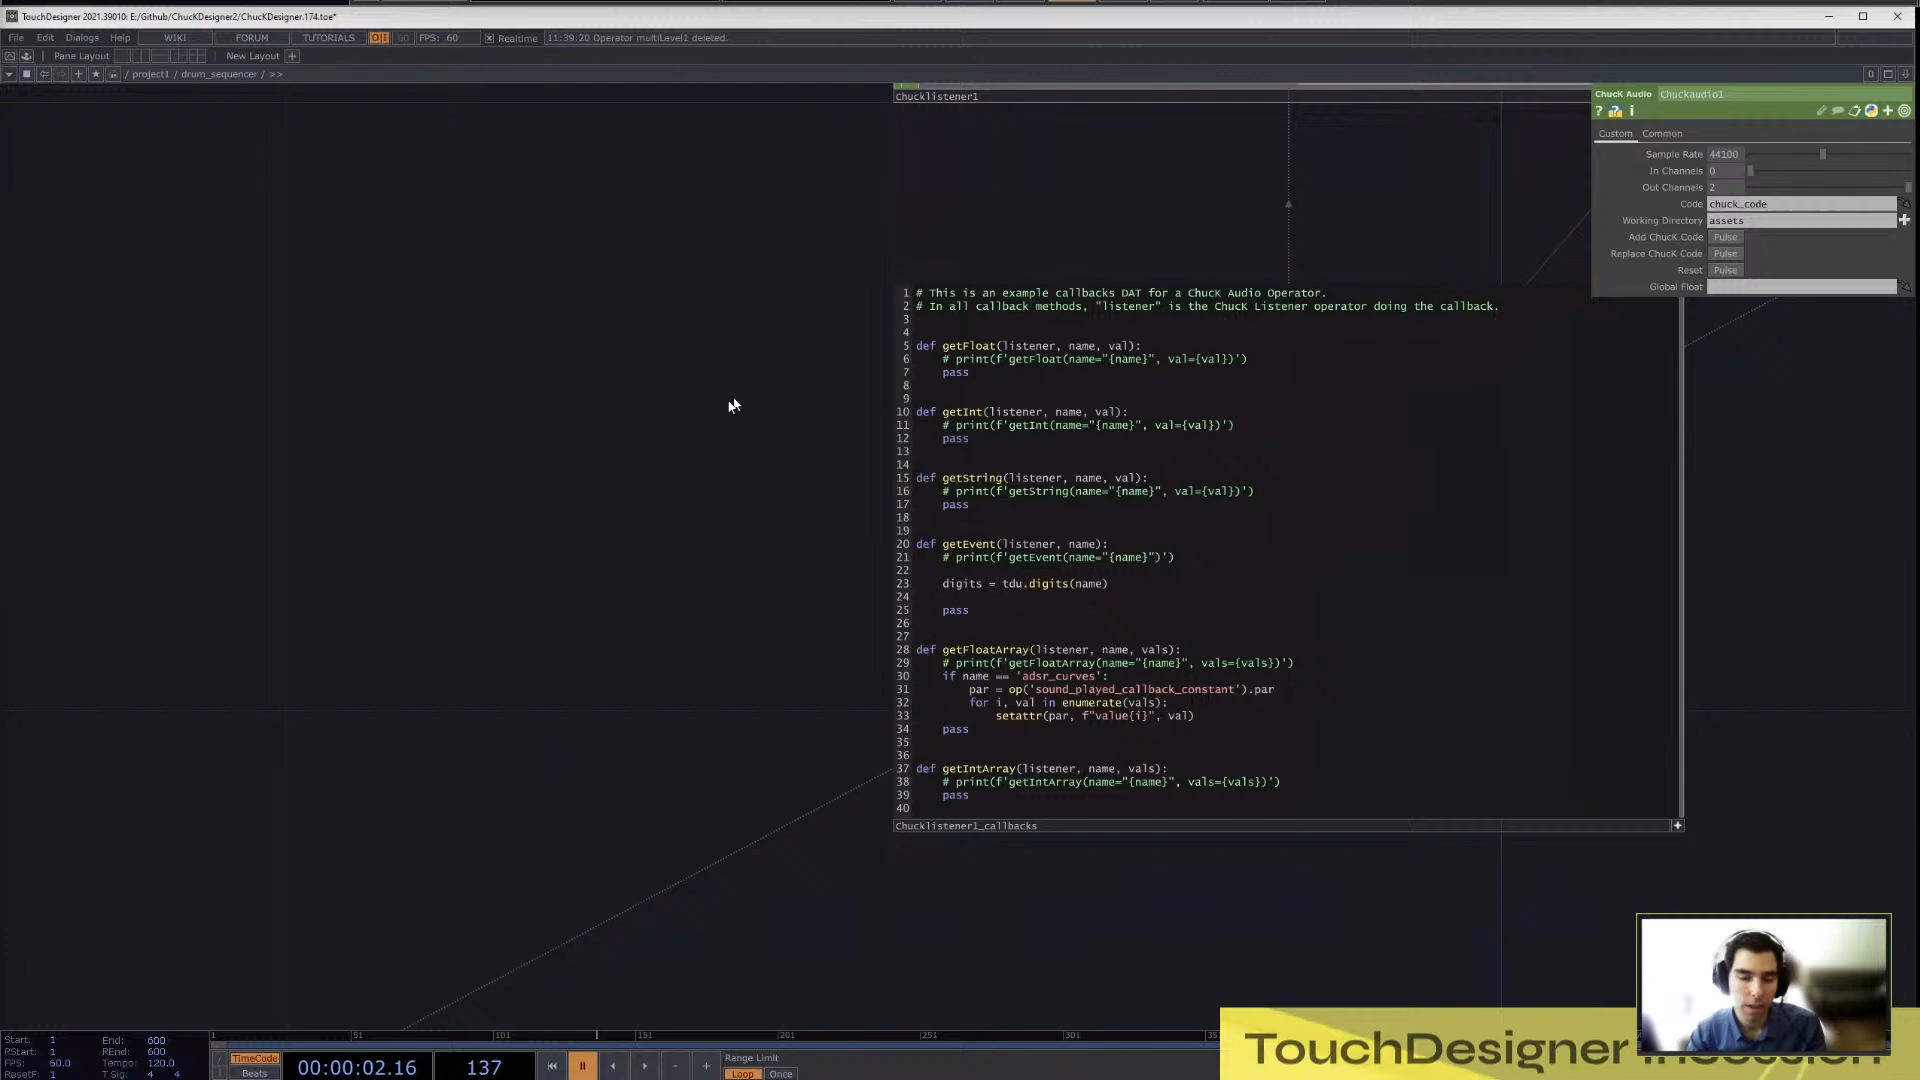 TouchDesigner 2021.39010: E:/Github/ChucKDesigner2/ChucKDesigner.174.toe*
File Edit Dialogs Help WIKI FORUM TUTORIALS O|I 60 FPS: 60 Realtime 11:39:20 Operator multiLevel1 deleted.
Pane Layout New Layout +
/ project1 / drum_sequencer / >> 0
Chucklistener1
ChucK Audio Chuckaudio1
? i
Custom Common
Sample Rate 44100
In Channels 0
Out Channels 2
Code chuck_code
Working Directory assets
Add ChucK Code Pulse
Replace ChucK Code Pulse
Reset Pulse
Global Float
1 # This is an example callbacks DAT for a ChucK Audio Operator.
2 # In all callback methods, "listener" is the ChucK Listener operator doing the callback.
3
4
5 def getFloat(listener, name, val):
6 # print(f'getFloat(name="{name}", val={val})')
7 pass
8
9
10 def getInt(listener, name, val):
11 # print(f'getInt(name="{name}", val={val})')
12 pass
13
14
15 def getString(listener, name, val):
16 # print(f'getString(name="{name}", val={val})')
17 pass
18
19
20 def getEvent(listener, name):
21 # print(f'getEvent(name="{name}")')
22
23 digits = tdu.digits(name)
24
25 pass
26
27
28 def getFloatArray(listener, name, vals):
29 # print(f'getFloatArray(name="{name}", vals={vals})')
30 if name == 'adsr_curves':
31 par = op('sound_played_callback_constant').par
32 for i, val in enumerate(vals):
33 setattr(par, f"value{i}", val)
34 pass
35
36
37 def getIntArray(listener, name, vals):
38 # print(f'getIntArray(name="{name}", vals={vals})')
39 pass
40
Chucklistener1_callbacks
1 51 101 151 201 251 301
Start: 1 End: 600
RStart: 1 REnd: 600
FPS: 60.0 Tempo: 120.0
ResetF: 1 T Sig: 4 4
TimeCode
Beats
00:00:02.16 137
- +
Range Limit
Loop Once
TouchDesigner